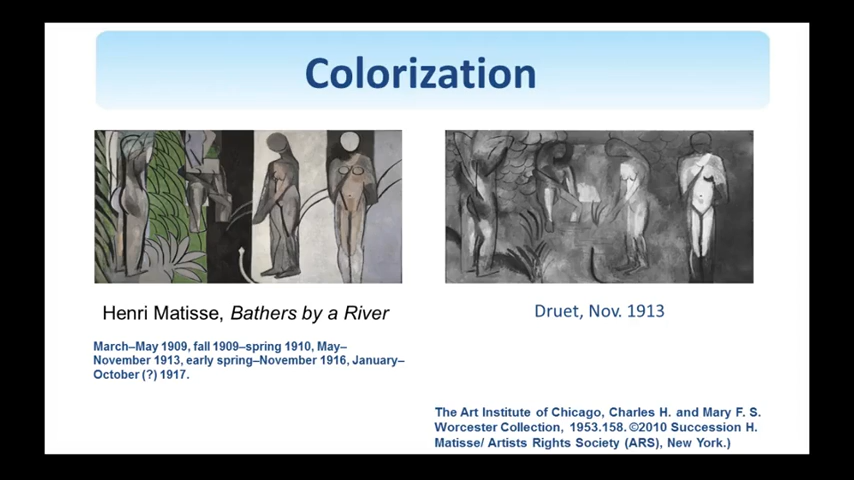 Colorization
Henri Matisse, Bathers by a River
March–May 1909, fall 1909–spring 1910, May–
November 1913, early spring–November 1916, January–
October (?) 1917.
Druet, Nov. 1913
The Art Institute of Chicago, Charles H. and Mary F. S.
Worcester Collection, 1953.158. ©2010 Succession H.
Matisse/ Artists Rights Society (ARS), New York.)